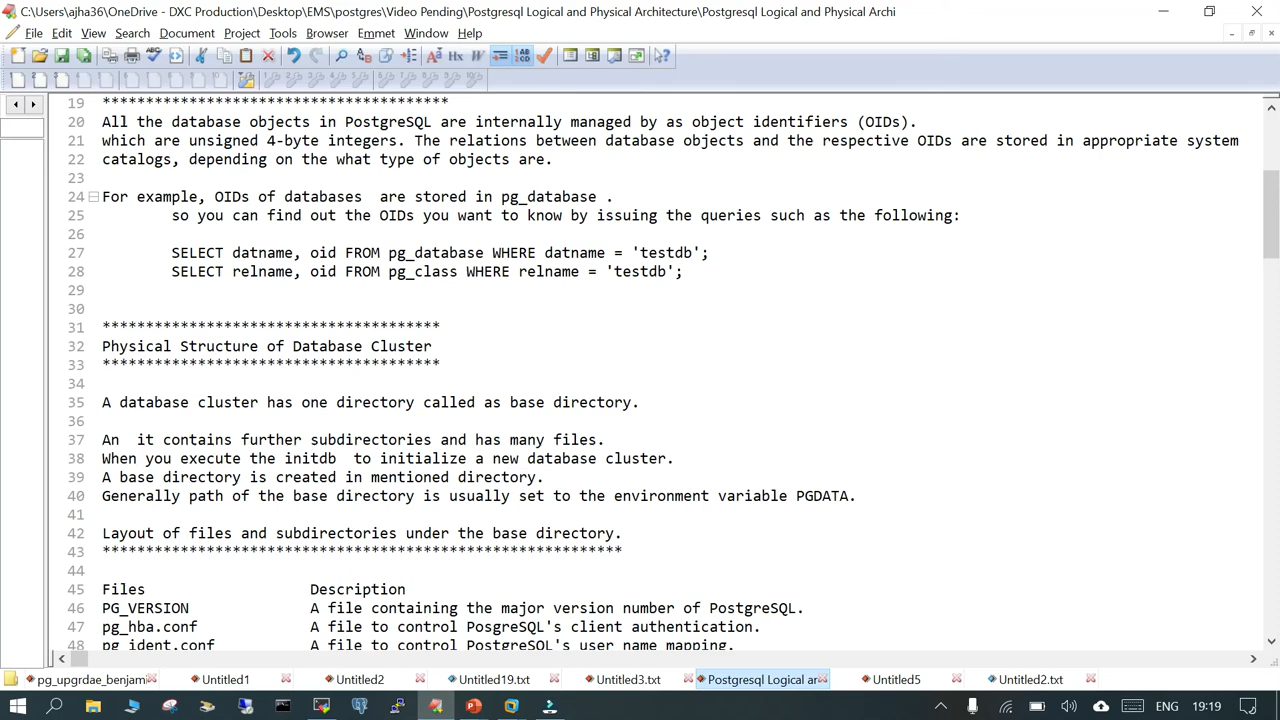 C:\Users\ajha36\OneDrive - DXC Production\Desktop\EMS\postgres\Video Pending\Postgresql Logical and Physical Architecture\Postgresql Logical and Physical Archi
File Edit View Search Document Project Tools Browser Emmet Window Help
19 ****************************************
20 All the database objects in PostgreSQL are internally managed by as object identifiers (OIDs).
21 which are unsigned 4-byte integers. The relations between database objects and the respective OIDs are stored in appropriate system
22 catalogs, depending on the what type of objects are.
23
24 For example, OIDs of databases  are stored in pg_database .
25 so you can find out the OIDs you want to know by issuing the queries such as the following:
26
27 SELECT datname, oid FROM pg_database WHERE datname = 'testdb';
28 SELECT relname, oid FROM pg_class WHERE relname = 'testdb';
29
30
31 ***************************************
32 Physical Structure of Database Cluster
33 ***************************************
34
35 A database cluster has one directory called as base directory.
36
37 An  it contains further subdirectories and has many files.
38 When you execute the initdb  to initialize a new database cluster.
39 A base directory is created in mentioned directory.
40 Generally path of the base directory is usually set to the environment variable PGDATA.
41
42 Layout of files and subdirectories under the base directory.
43 ************************************************************
44
45 Files Description
46 PG_VERSION A file containing the major version number of PostgreSQL.
47 pg_hba.conf A file to control PosgreSQL's client authentication.
48 pg_ident.conf A file to control PostgreSQL's user name mapping.
pg_upgrdae_benjami Untitled1 Untitled2 Untitled19.txt Untitled3.txt Postgresql Logical ar Untitled5 Untitled2.txt
ENG 19:19